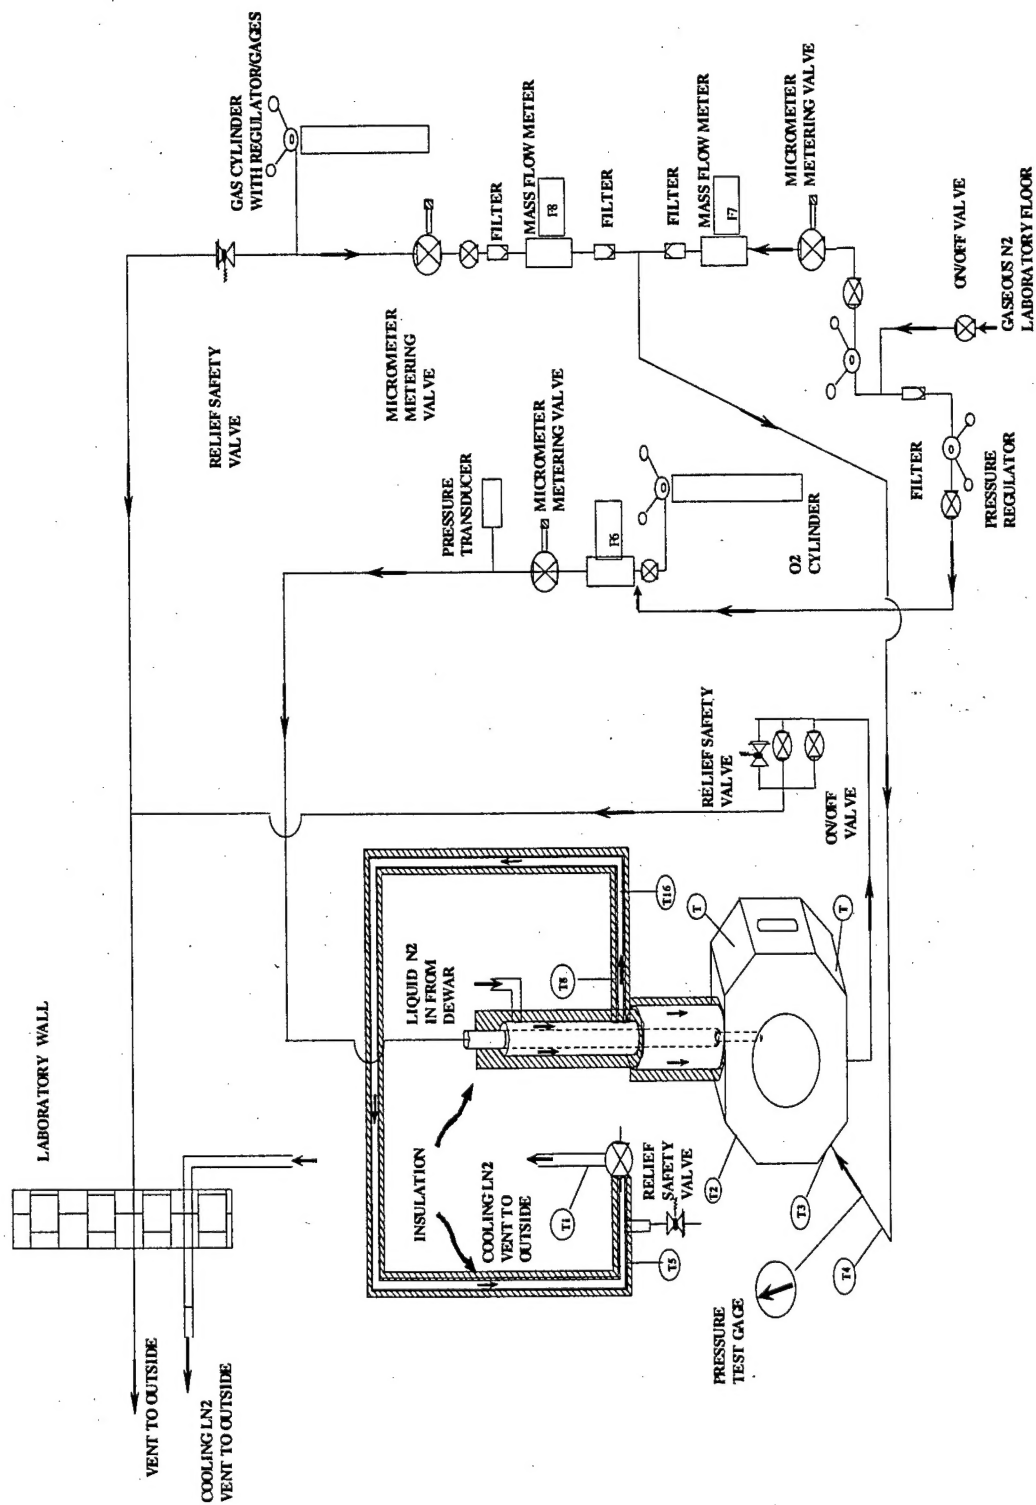 LABORATORY WALL
VENT TO OUTSIDE
COOLING LN2
VENT TO OUTSIDE
RELIEF SAFETY
VALVE
GAS CYLINDER
WITH REGULATOR/GAGES
INSULATION
LIQUID N2
IN FROM
DEWAR
MICROMETER
METERING
VALVE
PRESSURE
TRANSDUCER
COOLING LN2
VENT TO
OUTSIDE
FILTER
MICROMETER
METERING VALVE
MASS FLOW METER
F8
T1
T8
F6
FILTER
RELIEF
SAFETY
VALVE
T5
T16
FILTER
T
RELIEF SAFETY
VALVE
MASS FLOW METER
F7
PRESSURE
TEST GAGE
T2
O2
CYLINDER
MICROMETER
METERING VALVE
T3
T
ON/OFF
VALVE
T4
FILTER
PRESSURE
REGULATOR
ON/OFF VALVE
GASEOUS N2
LABORATORY FLOOR